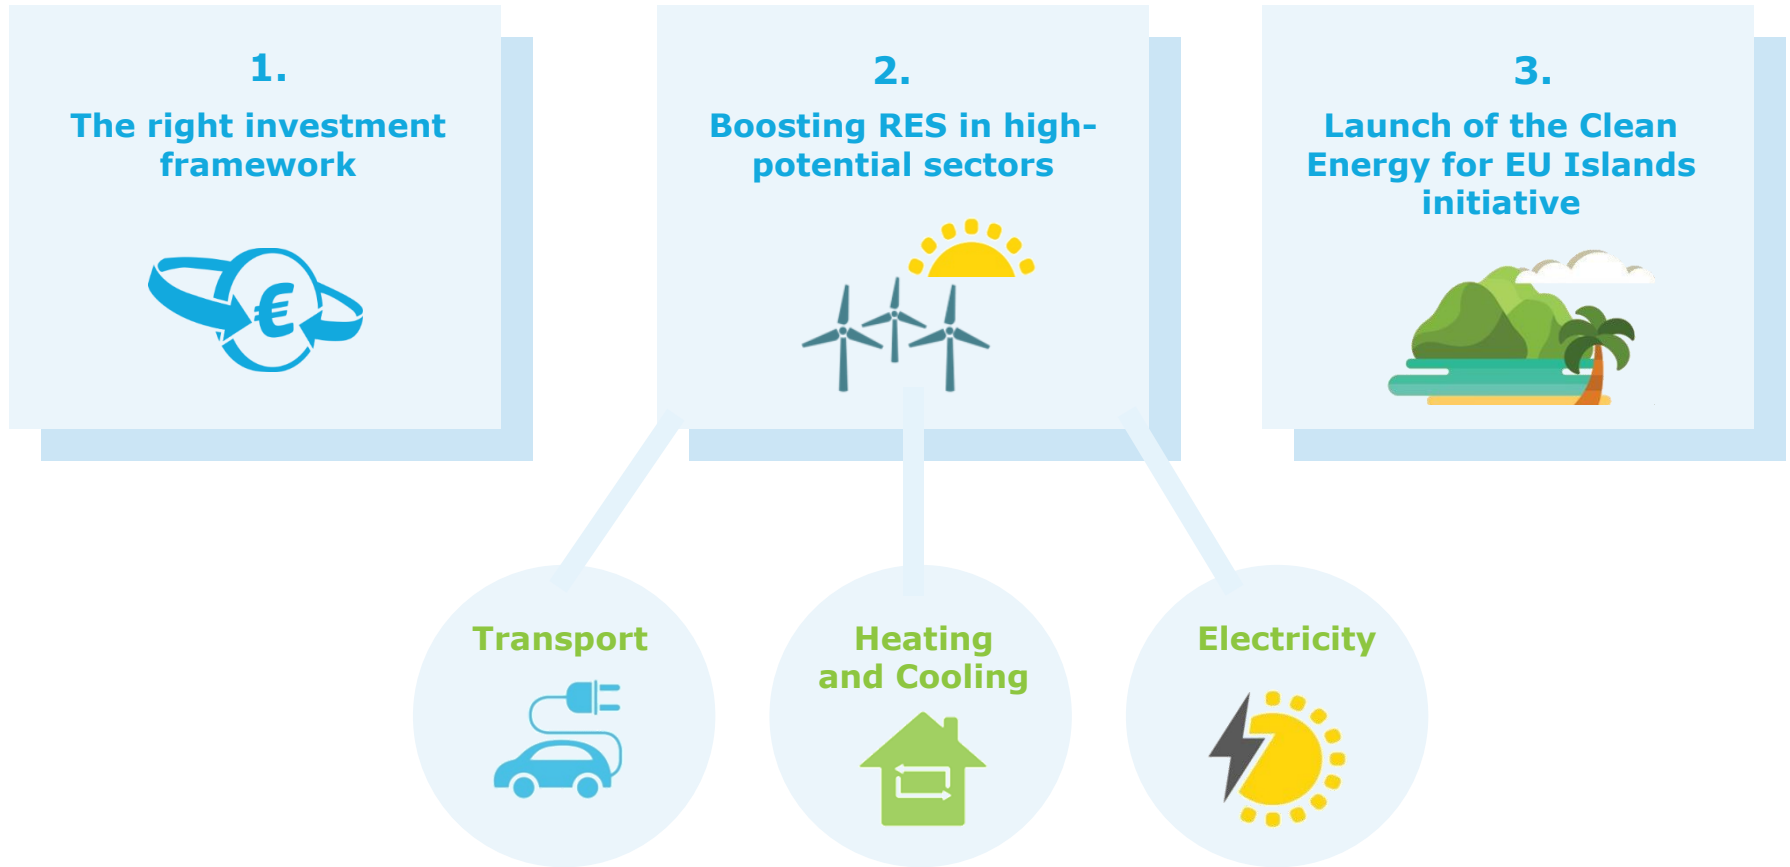 1.
The right investment
framework
€
2.
Boosting RES in high-
potential sectors
3.
Launch of the Clean
Energy for EU Islands
initiative
Transport
Heating
and Cooling
Electricity